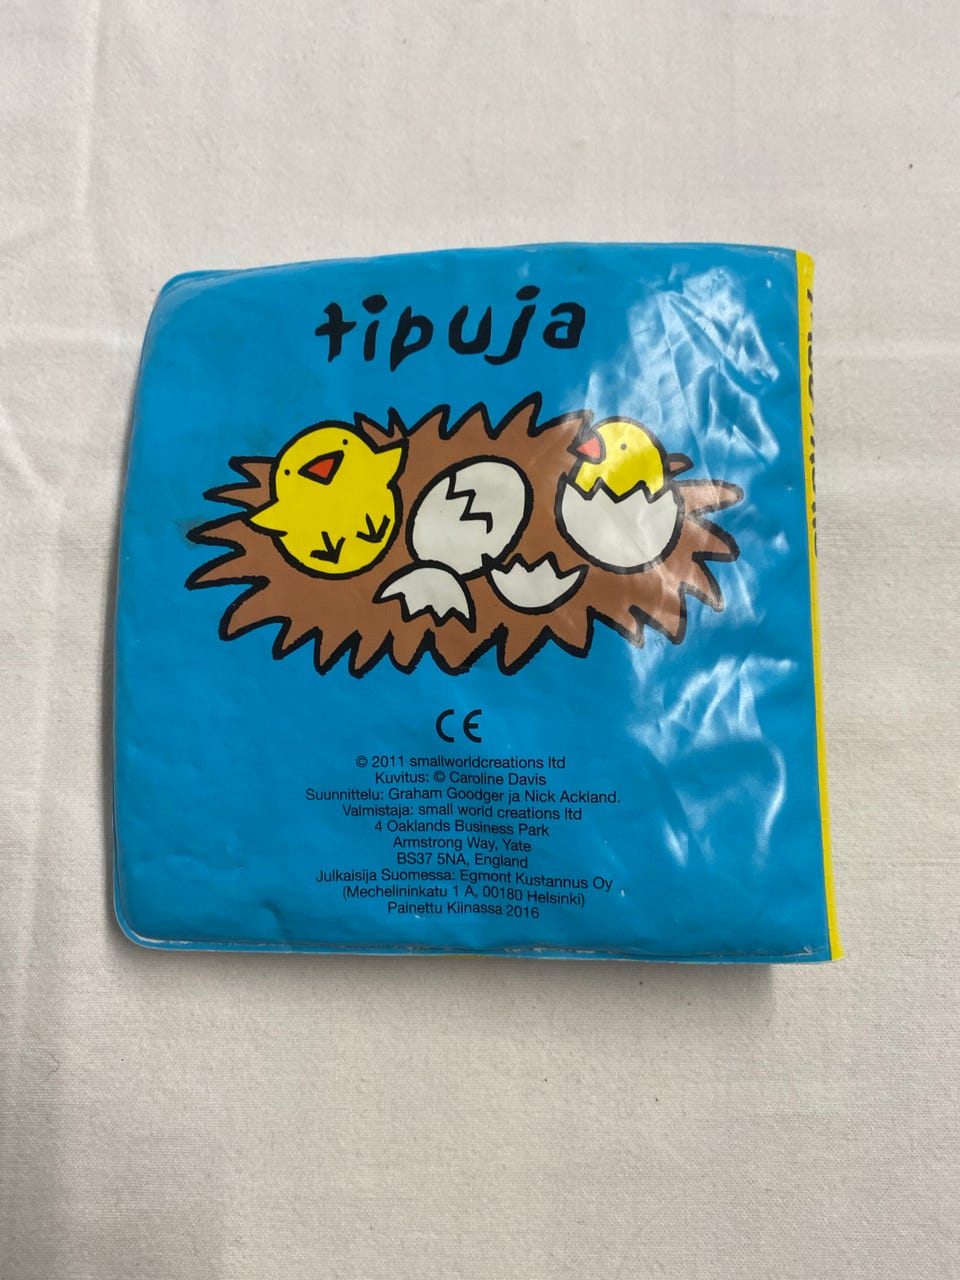 tipuja
CE
© 2011 smallworldcreations ltd
Kuvitus: © Caroline Davis
Suunnittelu: Graham Goodger ja Nick Ackland.
Valmistaja: small world creations ltd
4 Oaklands Business Park
Armstrong Way, Yate
BS37 5NA, England
Julkaisija Suomessa: Egmont Kustannus Oy
(Mechelininkatu 1 A, 00180 Helsinki)
Painettu Kiinassa 2016